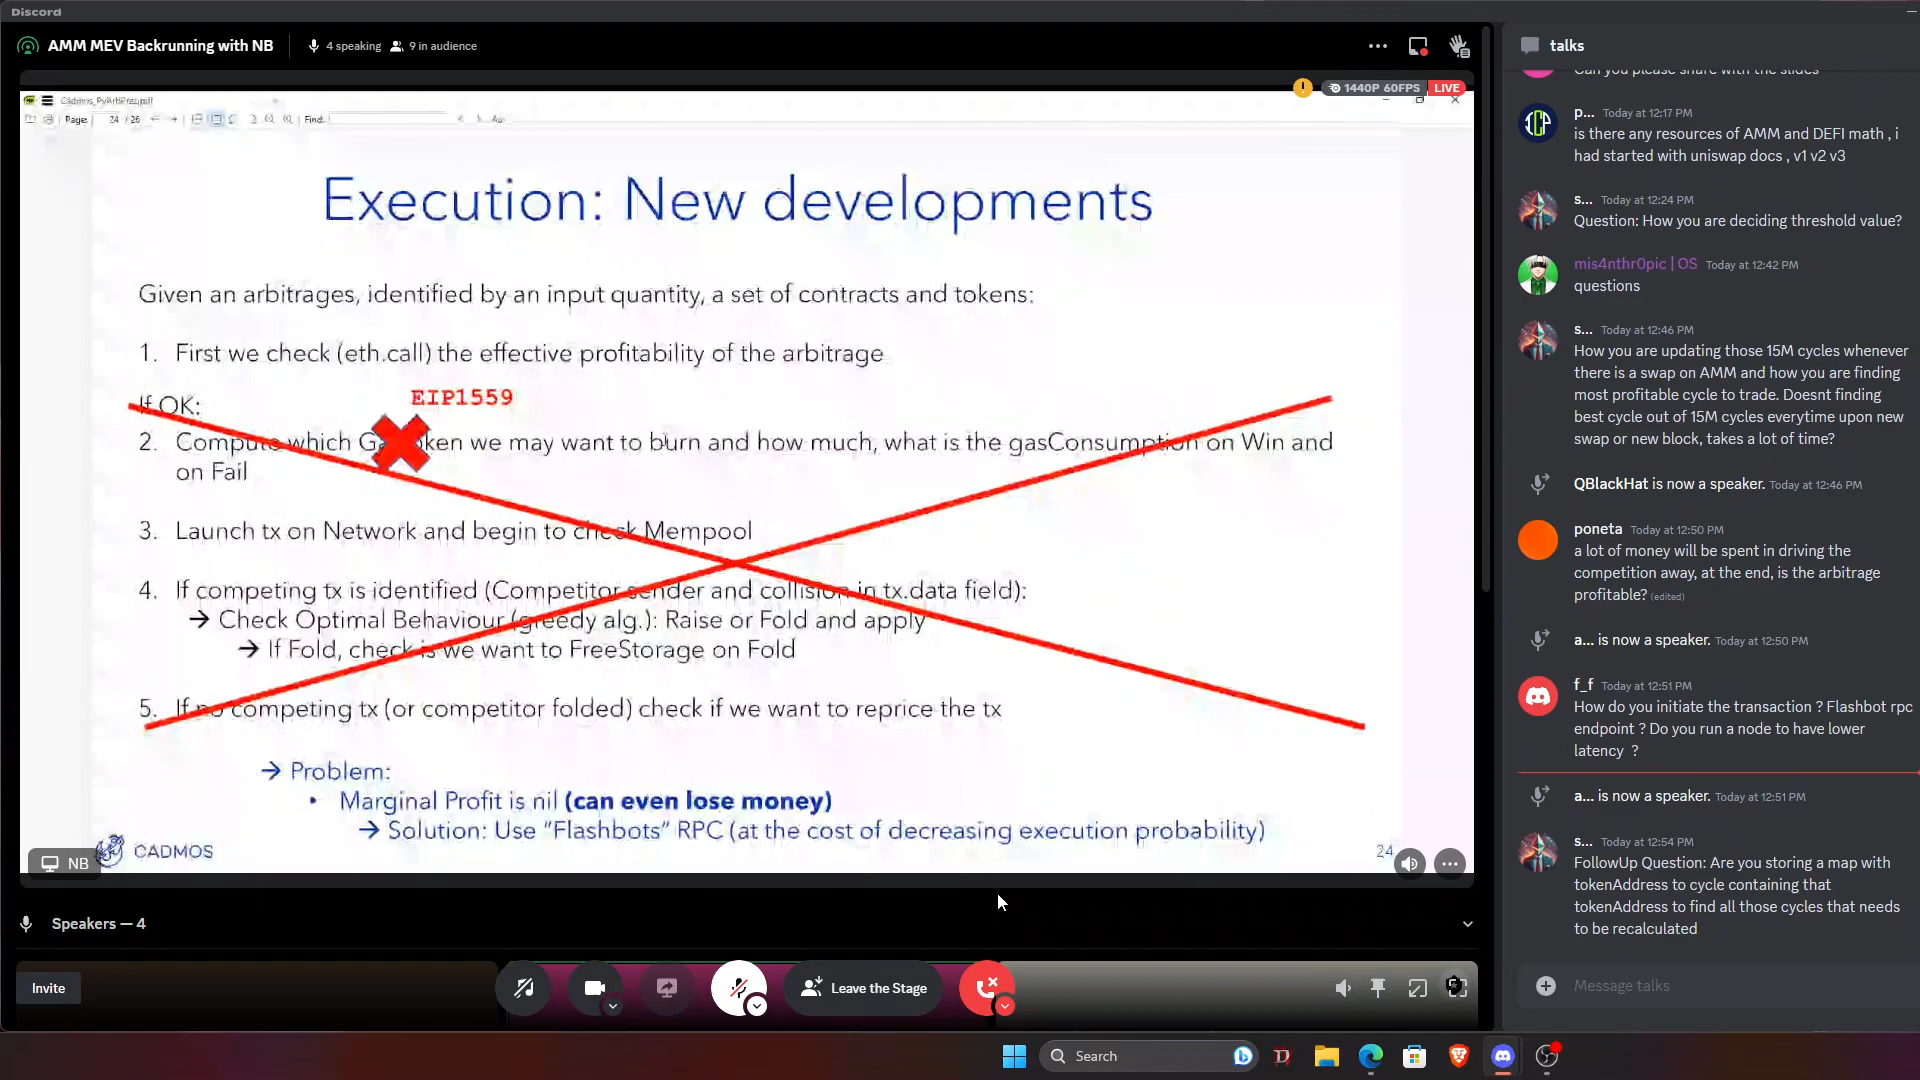 Discord
AMM MEV Backrunning with NB
4 speaking
9 in audience
talks
1440P 60FPS
LIVE
Cadmos_PyArbPraz.pdf
Page:
24 / 26
Find:
Execution: New developments
Given an arbitrages, identified by an input quantity, a set of contracts and tokens:
1. First we check (eth.call) the effective profitability of the arbitrage
EIP1559
If OK:
2. Compute which Ga oken we may want to burn and how much, what is the gasConsumption on Win and
on Fail
3. Launch tx on Network and begin to check Mempool
4. If competing tx is identified (Competitor sender and collision in tx.data field):
→ Check Optimal Behaviour (greedy alg.): Raise or Fold and apply
→ If Fold, check is we want to FreeStorage on Fold
5. If no competing tx (or competitor folded) check if we want to reprice the tx
→ Problem:
• Marginal Profit is nil (can even lose money)
→ Solution: Use "Flashbots" RPC (at the cost of decreasing execution probability)
CADMOS
24
NB
Speakers — 4
Invite
Leave the Stage
Can you please share with the slides
p... Today at 12:17 PM
is there any resources of AMM and DEFI math , i
had started with uniswap docs , v1 v2 v3
s... Today at 12:24 PM
Question: How you are deciding threshold value?
mis4nthr0pic | OS Today at 12:42 PM
questions
s... Today at 12:46 PM
How you are updating those 15M cycles whenever
there is a swap on AMM and how you are finding
most profitable cycle to trade. Doesnt finding
best cycle out of 15M cycles everytime upon new
swap or new block, takes a lot of time?
QBlackHat is now a speaker. Today at 12:46 PM
poneta Today at 12:50 PM
a lot of money will be spent in driving the
competition away, at the end, is the arbitrage
profitable? (edited)
a... is now a speaker. Today at 12:50 PM
f_f Today at 12:51 PM
How do you initiate the transaction ? Flashbot rpc
endpoint ? Do you run a node to have lower
latency ?
a... is now a speaker. Today at 12:51 PM
s... Today at 12:54 PM
FollowUp Question: Are you storing a map with
tokenAddress to cycle containing that
tokenAddress to find all those cycles that needs
to be recalculated
Message talks
Search